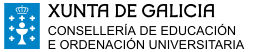 XUNTA DE GALICIA
CONSELLERÍA DE EDUCACIÓN
E ORDENACIÓN UNIVERSITARIA